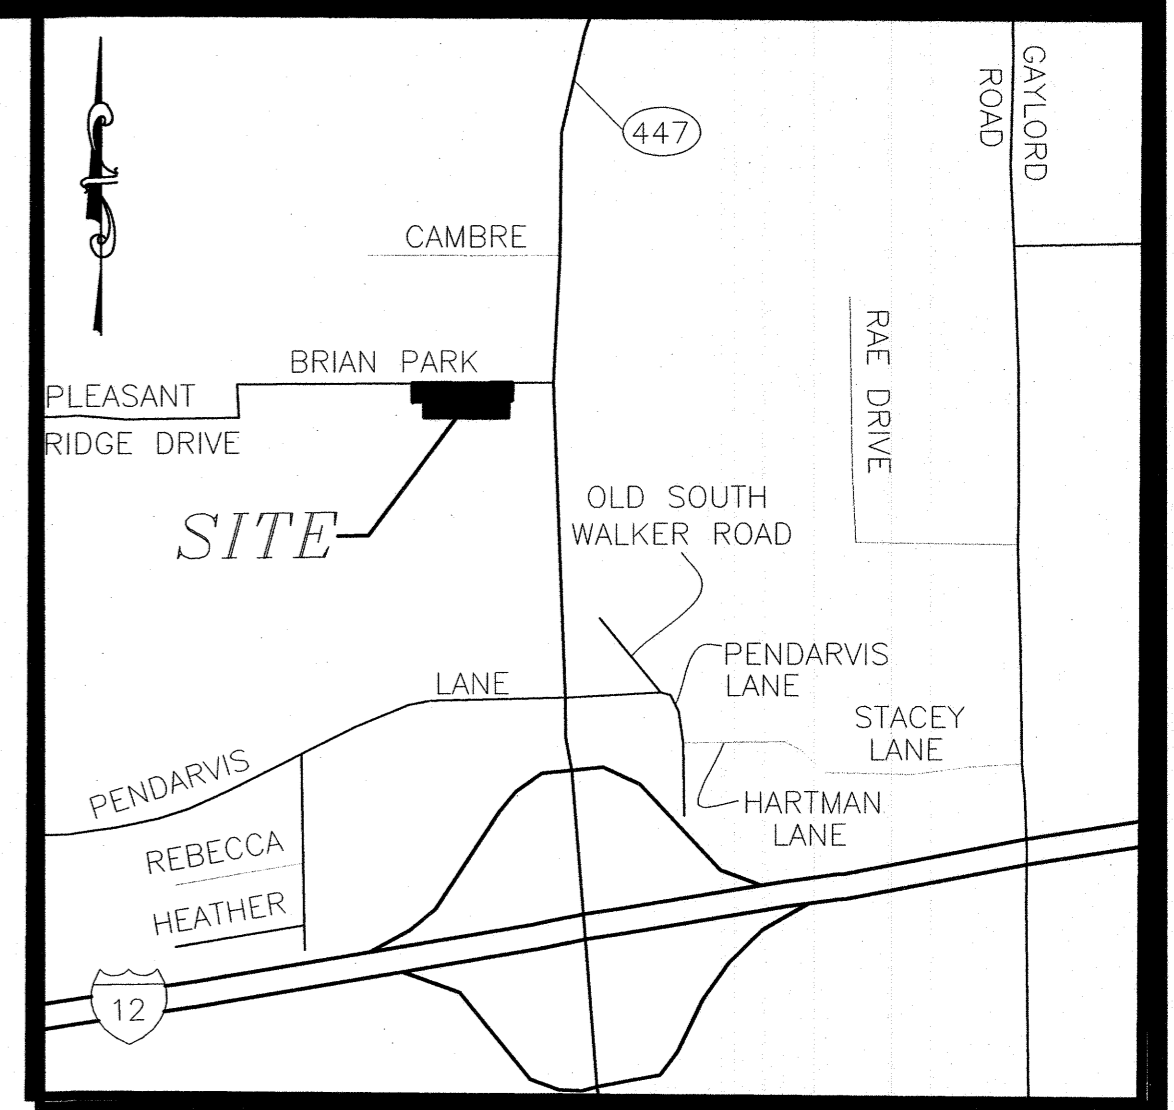 GAYLORD
ROAD
447
CAMBRE
BRIAN PARK
PLEASANT
RIDGE DRIVE
RAE DRIVE
SITE
OLD SOUTH
WALKER ROAD
PENDARVIS
LANE
LANE
STACEY
LANE
PENDARVIS
HARTMAN
LANE
REBECCA
HEATHER
12